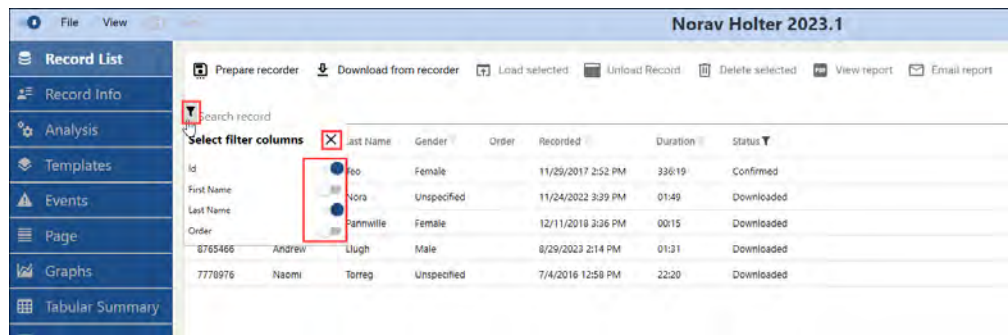 File View Norav Holter 2023.1
Record List
Record Info
Analysis
Templates
Events
Page
Graphs
Tabular Summary
Prepare recorder Download from recorder Load selected Unload Record Delete selected PDF View report Email report
Search record
Select filter columns
Id
First Name
Last Name
Order
Last Name Gender Order Recorded Duration Status
Teo Female 11/29/2017 2:52 PM 336:19 Confirmed
Nora Unspecified 11/24/2022 3:39 PM 01:49 Downloaded
Pannwille Female 12/11/2018 3:36 PM 00:15 Downloaded
8765466 Andrew Llugh Male 8/29/2023 2:14 PM 01:31 Downloaded
7778976 Naomi Torreg Unspecified 7/4/2016 12:58 PM 22:20 Downloaded